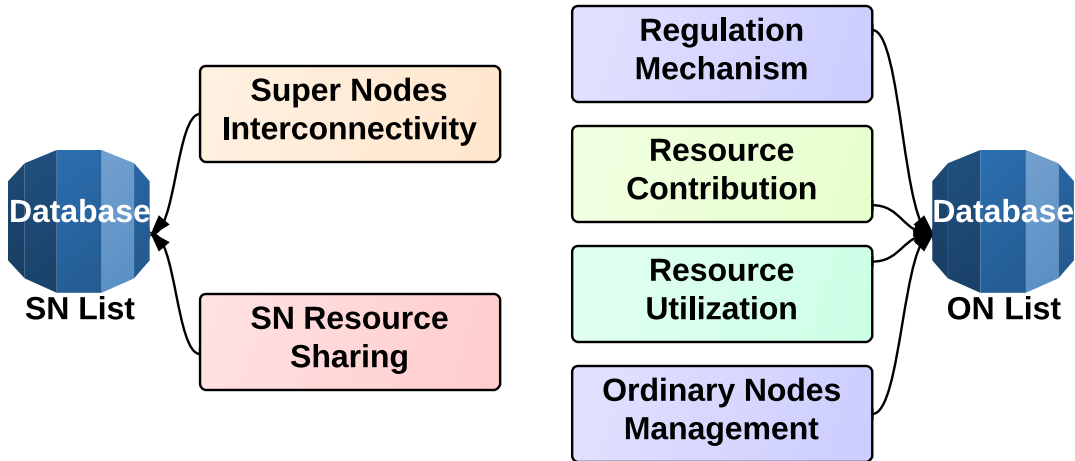 Database
SN List
Super Nodes
Interconnectivity
SN Resource
Sharing
Regulation
Mechanism
Resource
Contribution
Resource
Utilization
Ordinary Nodes
Management
Database
ON List